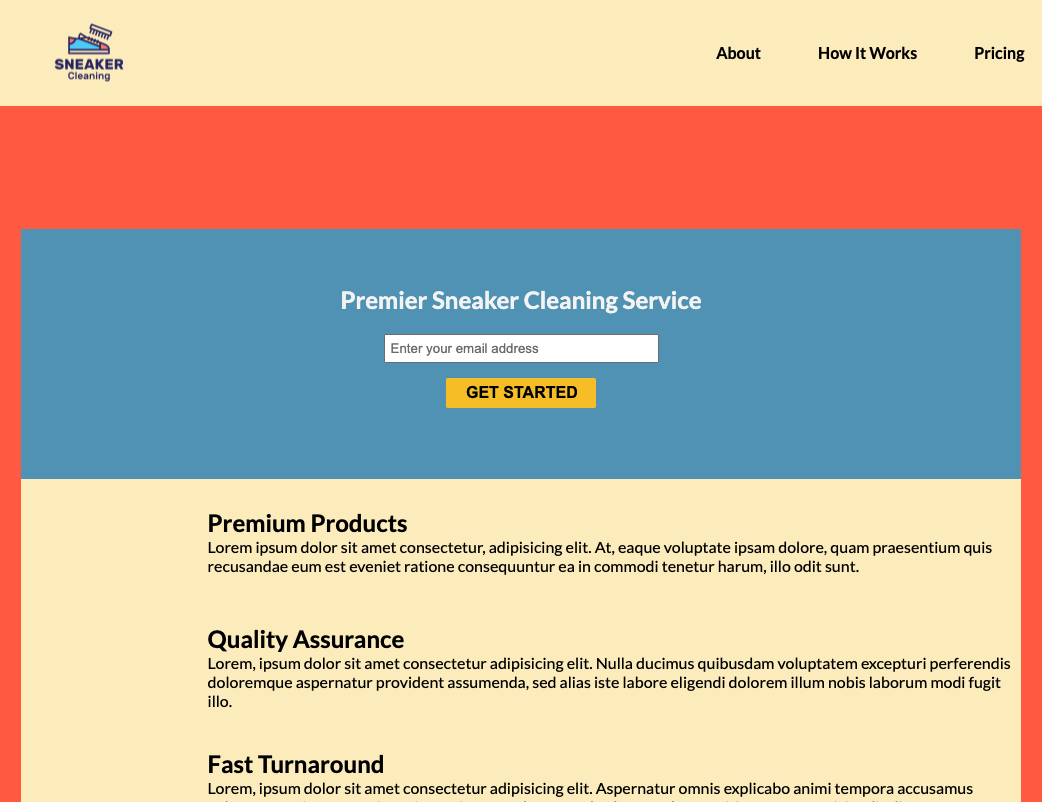 SNEAKER
Cleaning
About
How It Works
Pricing
Premier Sneaker Cleaning Service
Enter your email address
GET STARTED
Premium Products
Lorem ipsum dolor sit amet consectetur, adipisicing elit. At, eaque voluptate ipsam dolore, quam praesentium quis
recusandae eum est eveniet ratione consequuntur ea in commodi tenetur harum, illo odit sunt.
Quality Assurance
Lorem, ipsum dolor sit amet consectetur adipisicing elit. Nulla ducimus quibusdam voluptatem excepturi perferendis
doloremque aspernatur provident assumenda, sed alias iste labore eligendi dolorem illum nobis laborum modi fugit
illo.
Fast Turnaround
Lorem, ipsum dolor sit amet consectetur adipisicing elit. Aspernatur omnis explicabo animi tempora accusamus